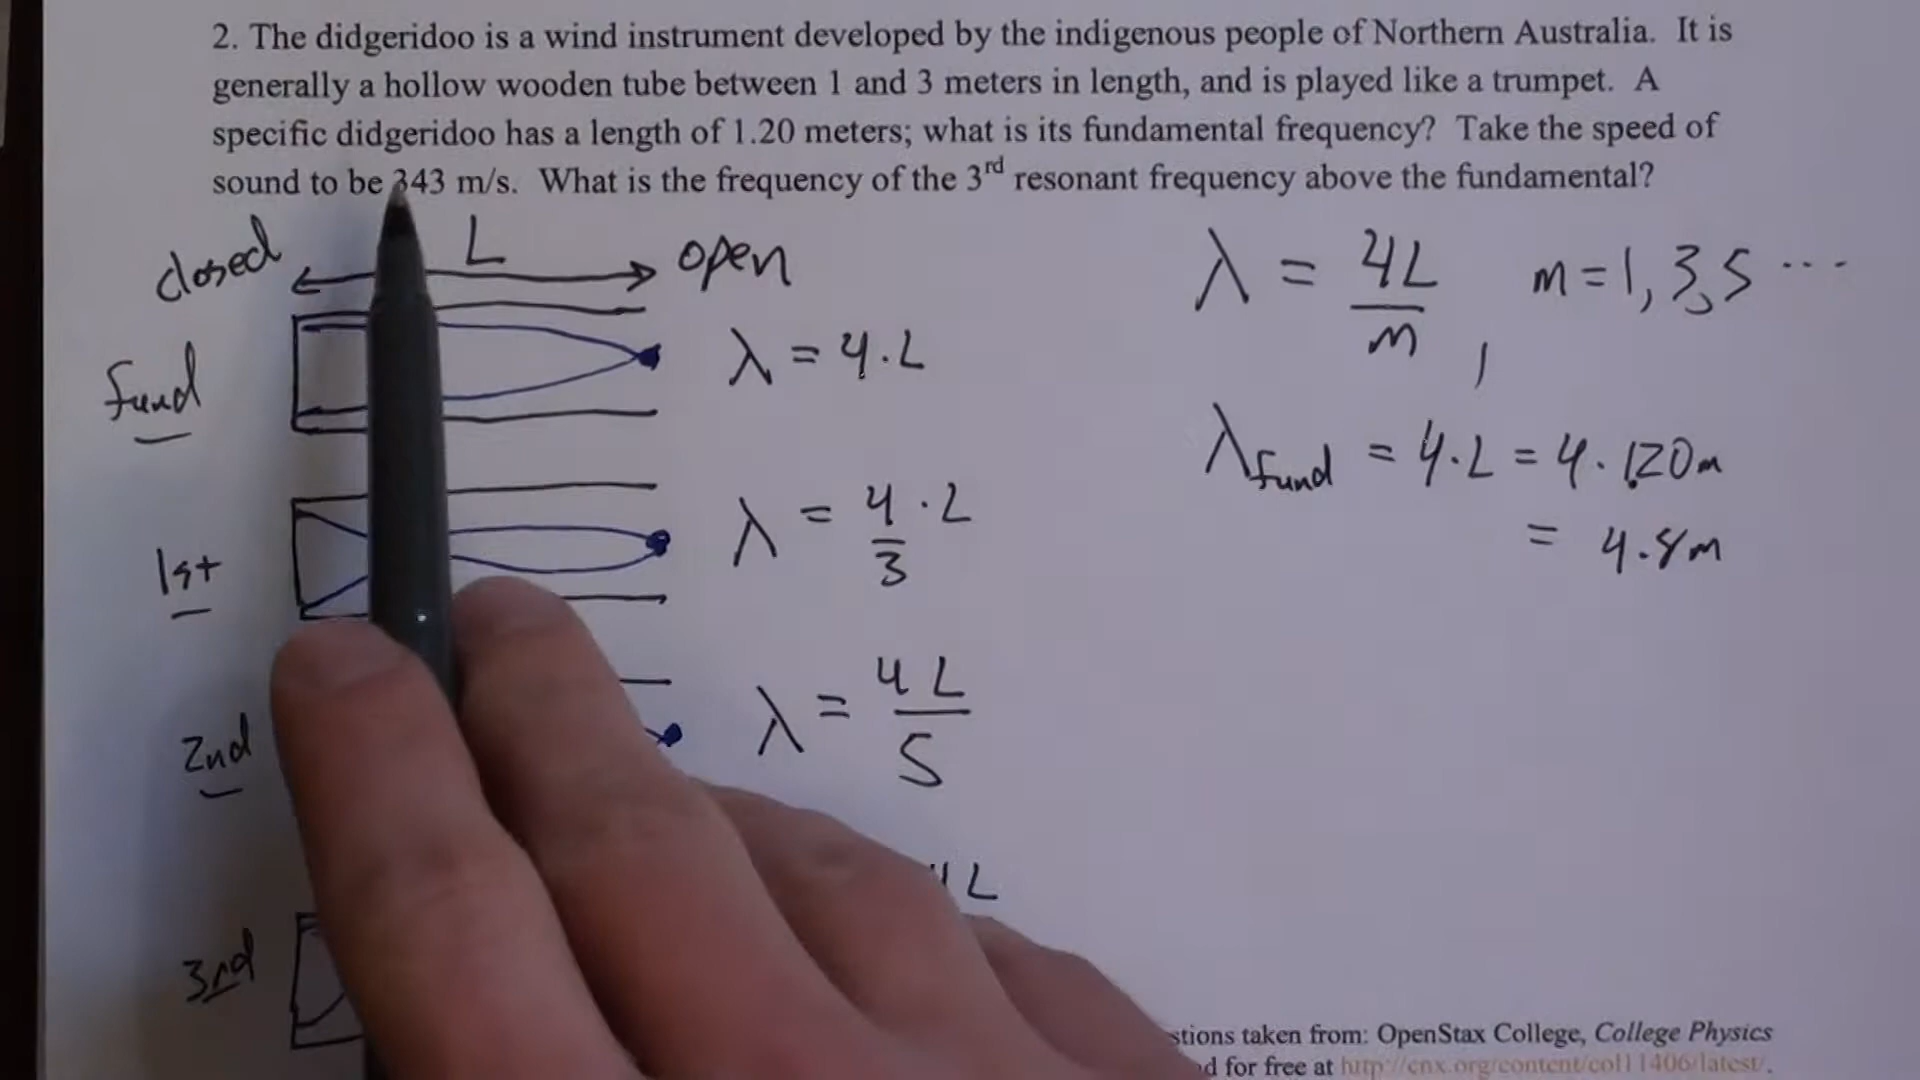 2. The didgeridoo is a wind instrument developed by the indigenous people of Northern Australia. It is
generally a hollow wooden tube between 1 and 3 meters in length, and is played like a trumpet. A
specific didgeridoo has a length of 1.20 meters; what is its fundamental frequency? Take the speed of
sound to be 343 m/s. What is the frequency of the 3rd resonant frequency above the fundamental?
closed L open
fund λ = 4.L
1st λ = 4/3 . L
2nd λ = 4L/5
3rd L
λ = 4L/m , m = 1, 3, 5 ...
λfund = 4.L = 4 . 1.20m
= 4.8m
stions taken from: OpenStax College, College Physics
d for free at http://cnx.org/content/col11406/latest/.